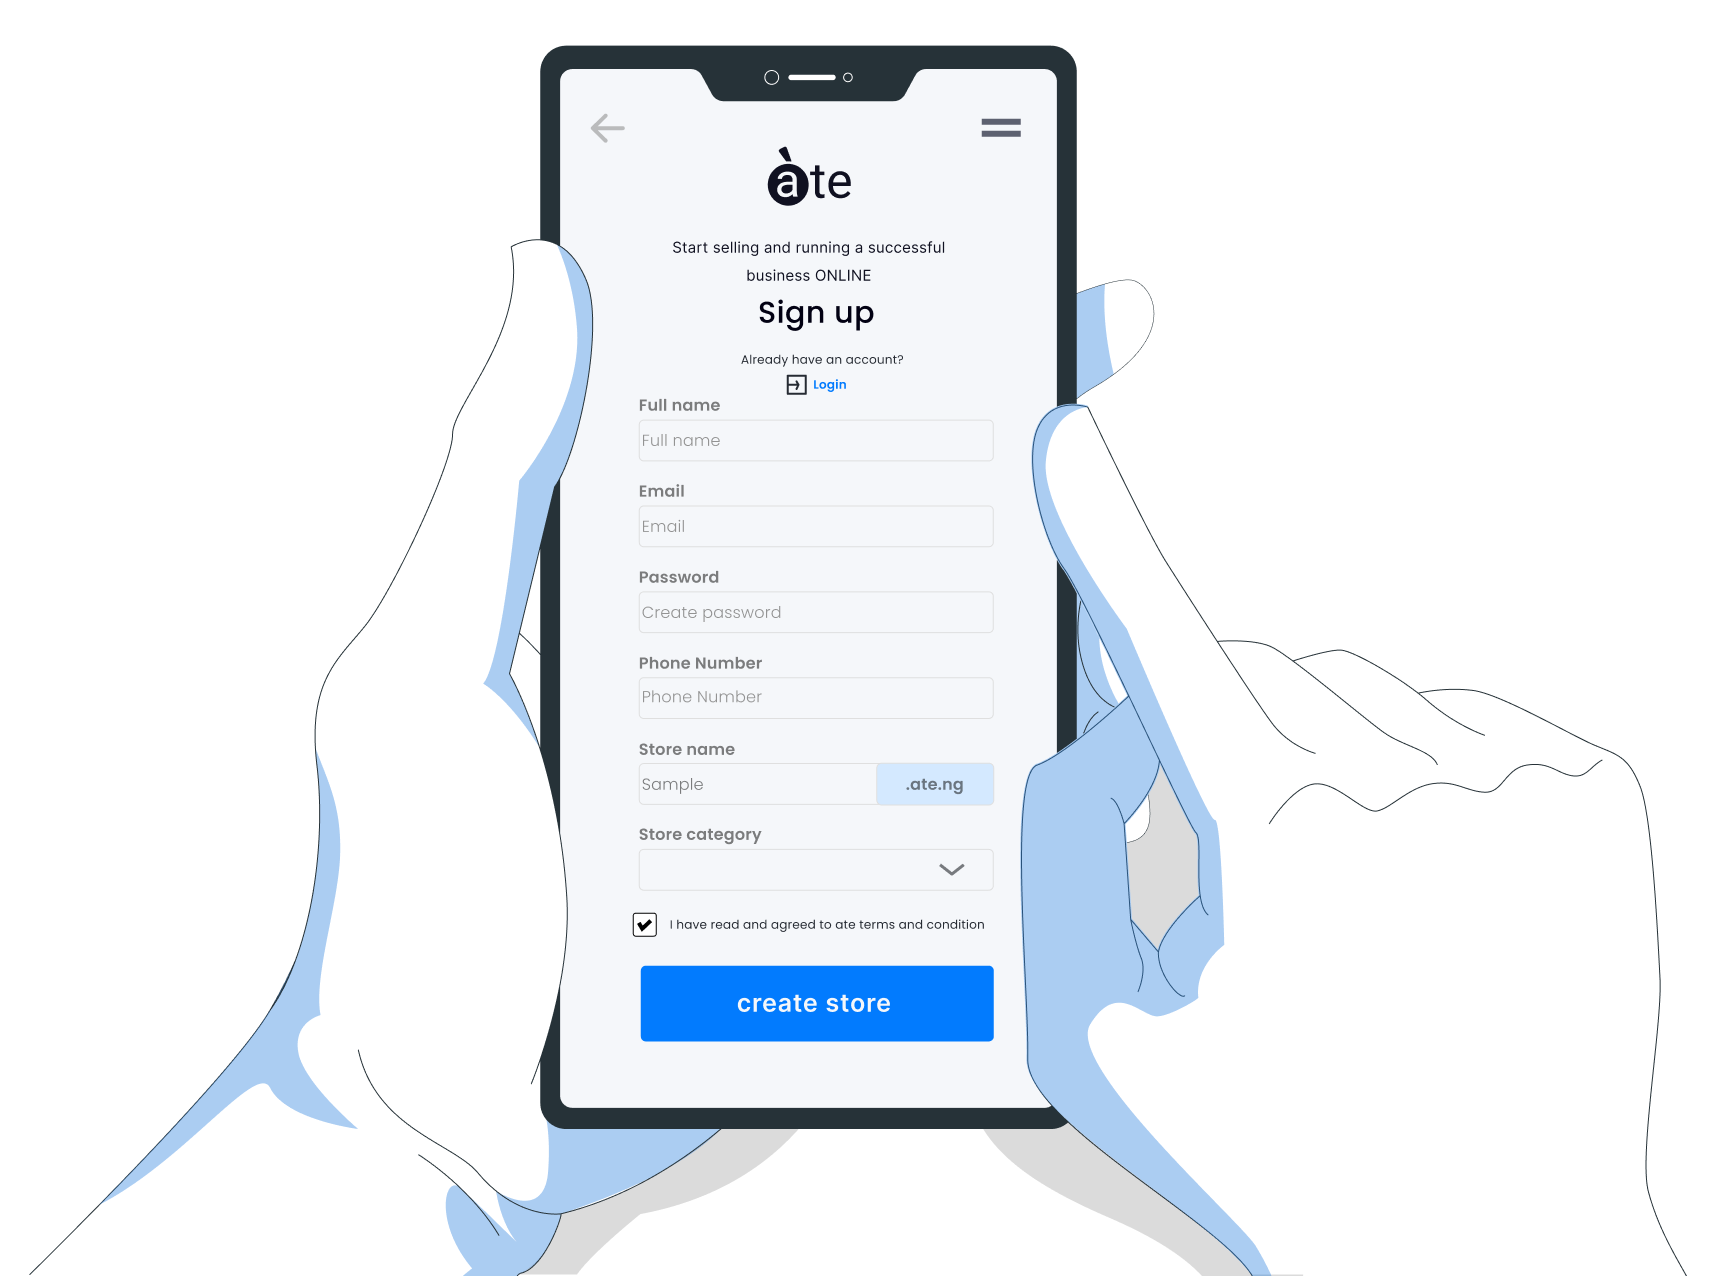 àte
Start selling and running a successful
business ONLINE
Sign up
Already have an account?
Login
Full name
Full name
Email
Email
Password
Create password
Phone Number
Phone Number
Store name
Sample .ate.ng
Store category
I have read and agreed to ate terms and condition
create store